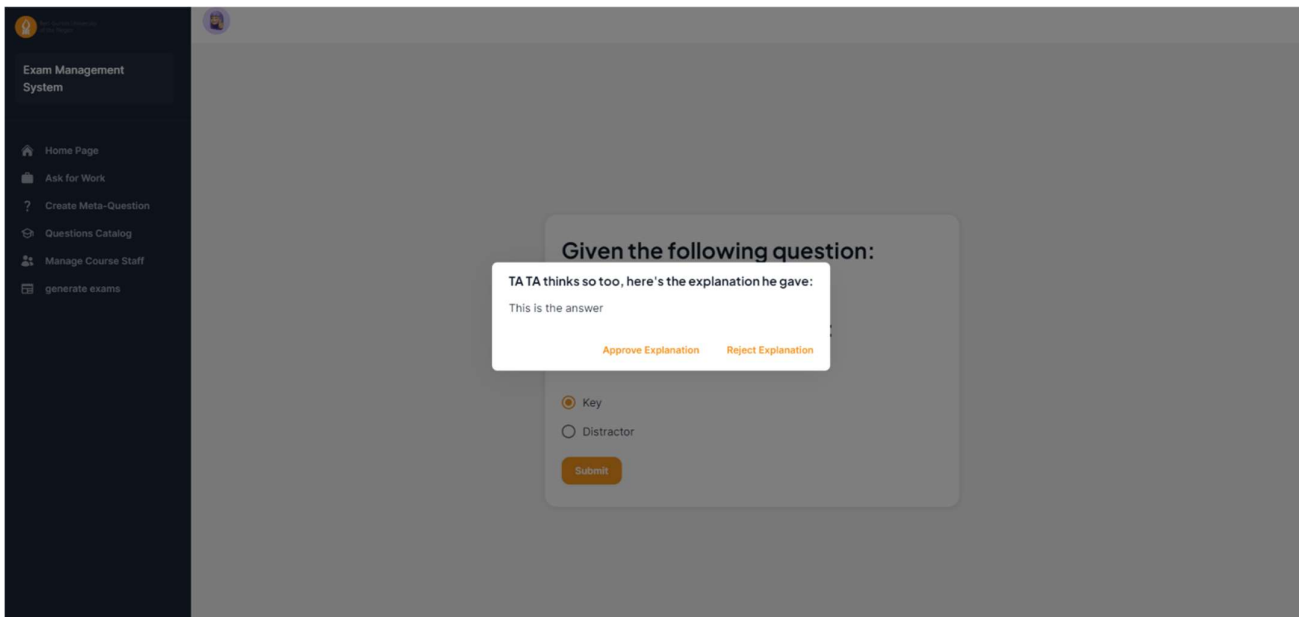 Exam Management
System
Home Page
Ask for Work
? Create Meta-Question
Questions Catalog
Manage Course Staff
generate exams
Given the following question:
TA TA thinks so too, here's the explanation he gave:
This is the answer
Approve Explanation Reject Explanation
Key
Distractor
Submit